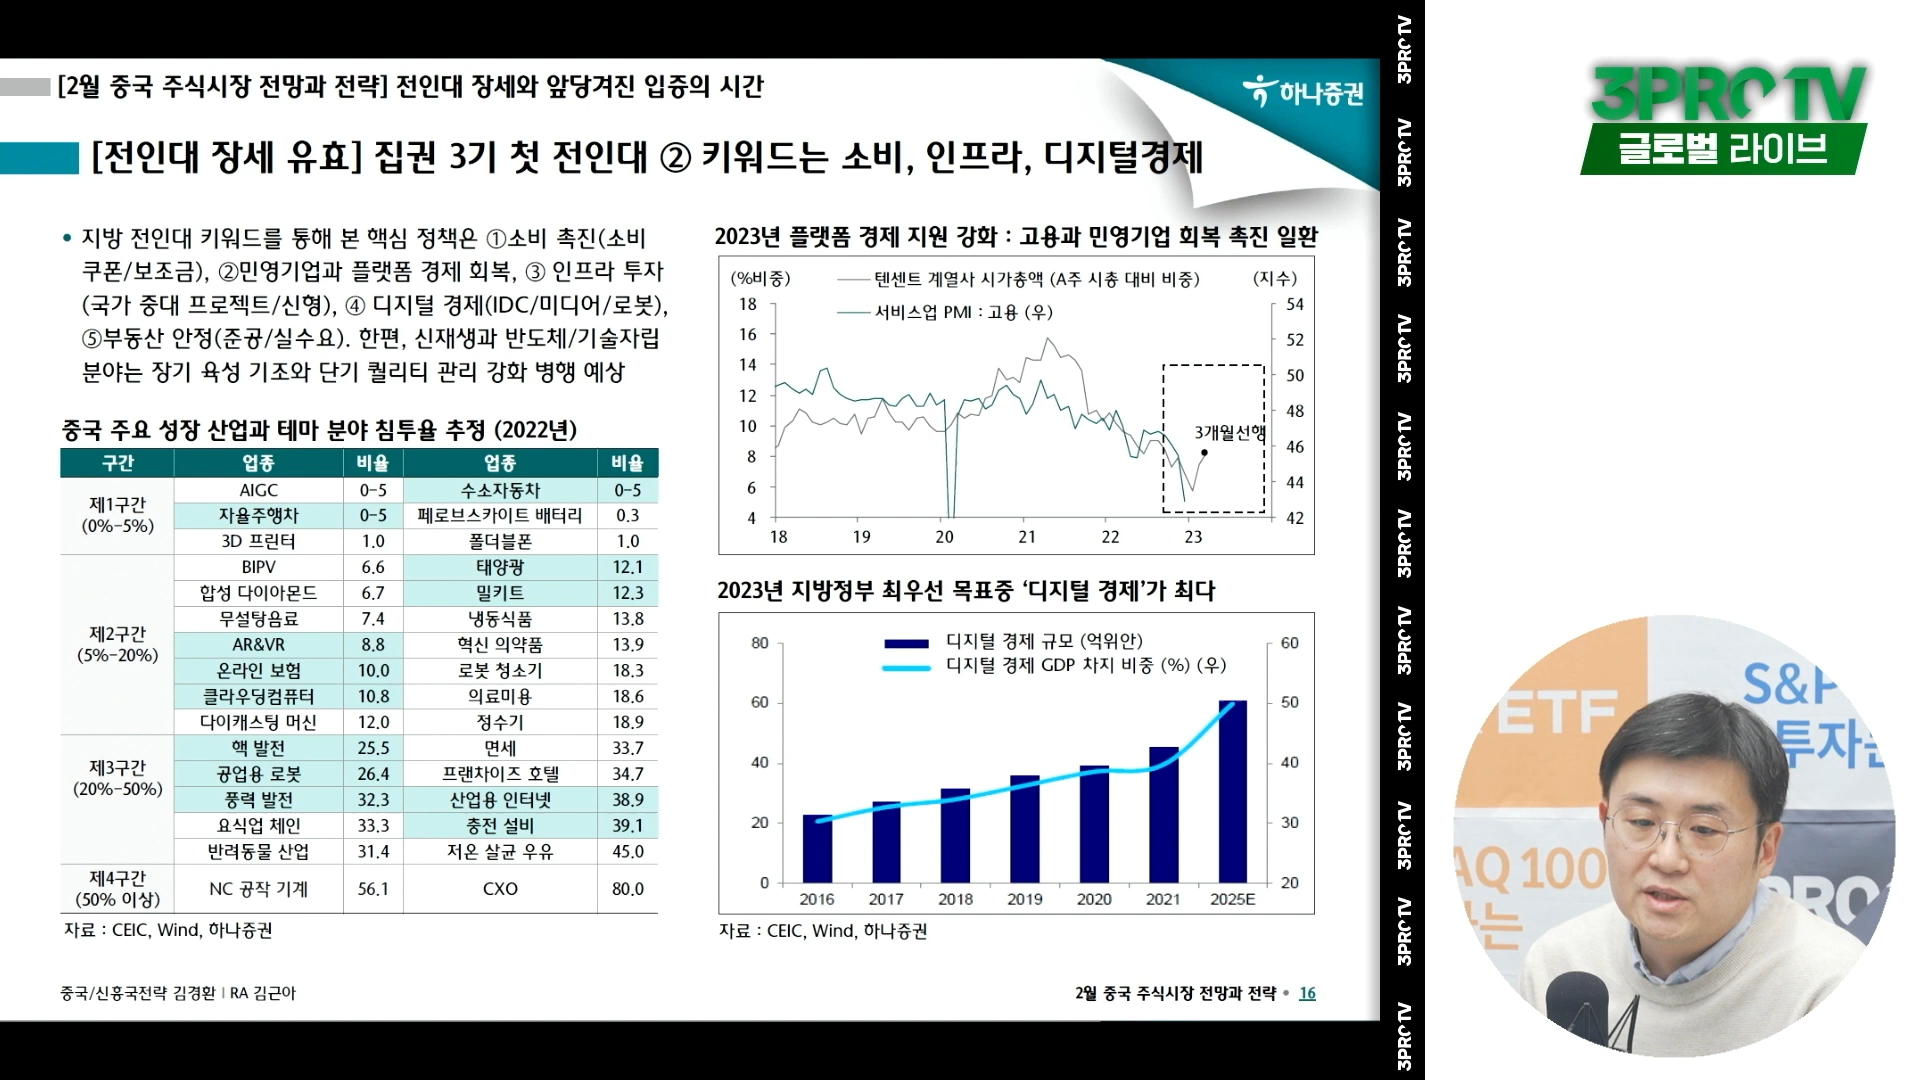 [2월 중국 주식시장 전망과 전략] 전인대 장세와 앞당겨진 입증의 시간
하나증권
[전인대 장세 유효] 집권 3기 첫 전인대 ② 키워드는 소비, 인프라, 디지털경제
• 지방 전인대 키워드를 통해 본 핵심 정책은 ①소비 촉진(소비
쿠폰/보조금), ②민영기업과 플랫폼 경제 회복, ③ 인프라 투자
(국가 중대 프로젝트/신형), ④ 디지털 경제(IDC/미디어/로봇),
⑤부동산 안정(준공/실수요). 한편, 신재생과 반도체/기술자립
분야는 장기 육성 기조와 단기 퀄리티 관리 강화 병행 예상
중국 주요 성장 산업과 테마 분야 침투율 추정 (2022년)
구간 업종 비율 업종 비율
제1구간
(0%-5%)
AIGC 0-5 수소자동차 0-5
자율주행차 0-5 페로브스카이트 배터리 0.3
3D 프린터 1.0 폴더블폰 1.0
제2구간
(5%-20%)
BIPV 6.6 태양광 12.1
합성 다이아몬드 6.7 밀키트 12.3
무설탕음료 7.4 냉동식품 13.8
AR&VR 8.8 혁신 의약품 13.9
온라인 보험 10.0 로봇 청소기 18.3
클라우딩컴퓨터 10.8 의료미용 18.6
다이캐스팅 머신 12.0 정수기 18.9
제3구간
(20%-50%)
핵 발전 25.5 면세 33.7
공업용 로봇 26.4 프랜차이즈 호텔 34.7
풍력 발전 32.3 산업용 인터넷 38.9
요식업 체인 33.3 충전 설비 39.1
반려동물 산업 31.4 저온 살균 우유 45.0
제4구간
(50% 이상)
NC 공작 기계 56.1 CXO 80.0
자료 : CEIC, Wind, 하나증권
2023년 플랫폼 경제 지원 강화 : 고용과 민영기업 회복 촉진 일환
(%비중) 텐센트 계열사 시가총액 (A주 시총 대비 비중) (지수)
서비스업 PMI : 고용 (우)
18 54
16 52
14 50
12 48
10 46
8 44
6 42
4
3개월선행
18 19 20 21 22 23
2023년 지방정부 최우선 목표중 ‘디지털 경제’가 최다
디지털 경제 규모 (억위안)
디지털 경제 GDP 차지 비중 (%) (우)
80 60
60 50
40 40
20 30
0 20
2016 2017 2018 2019 2020 2021 2025E
자료 : CEIC, Wind, 하나증권
중국/신흥국전략 김경환 | RA 김근아
2월 중국 주식시장 전망과 전략 • 16
3PROTV
3PROTV
3PROTV
3PROTV
3PROTV
3PROTV
3PROTV
3PROTV
3PROTV
3PROTV
3PROTV
3PROTV
글로벌 라이브
ETF
S&P
투자는
AQ 100
PRO